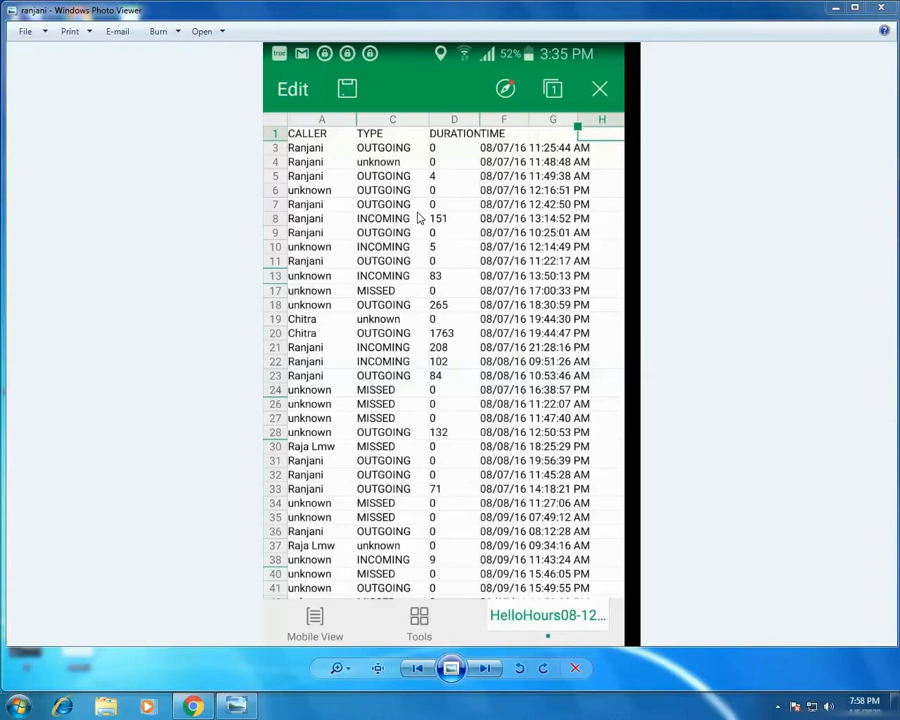 ranjani - Windows Photo Viewer
File Print E-mail Burn Open
true 52% 3:35 PM
Edit 1
A C D F G H
1 CALLER TYPE DURATION TIME
3 Ranjani OUTGOING 0 08/07/16 11:25:44 AM
4 Ranjani unknown 0 08/07/16 11:48:48 AM
5 Ranjani OUTGOING 4 08/07/16 11:49:38 AM
6 unknown OUTGOING 0 08/07/16 12:16:51 PM
7 Ranjani OUTGOING 0 08/07/16 12:42:50 PM
8 Ranjani INCOMING 151 08/07/16 13:14:52 PM
9 Ranjani OUTGOING 0 08/07/16 10:25:01 AM
10 unknown INCOMING 5 08/07/16 12:14:49 PM
11 Ranjani OUTGOING 0 08/07/16 11:22:17 AM
13 unknown INCOMING 83 08/07/16 13:50:13 PM
17 unknown MISSED 0 08/07/16 17:00:33 PM
18 unknown OUTGOING 265 08/07/16 18:30:59 PM
19 Chitra unknown 0 08/07/16 19:44:30 PM
20 Chitra OUTGOING 1763 08/07/16 19:44:47 PM
21 Ranjani INCOMING 208 08/07/16 21:28:16 PM
22 Ranjani INCOMING 102 08/08/16 09:51:26 AM
23 Ranjani OUTGOING 84 08/08/16 10:53:46 AM
24 unknown MISSED 0 08/07/16 16:38:57 PM
26 unknown MISSED 0 08/08/16 11:22:07 AM
27 unknown MISSED 0 08/08/16 11:47:40 AM
28 unknown OUTGOING 132 08/08/16 12:50:53 PM
30 Raja Lmw MISSED 0 08/08/16 18:25:29 PM
31 Ranjani OUTGOING 0 08/08/16 19:56:39 PM
32 Ranjani OUTGOING 0 08/07/16 11:45:28 AM
33 Ranjani OUTGOING 71 08/07/16 14:18:21 PM
34 unknown MISSED 0 08/08/16 11:27:06 AM
35 unknown MISSED 0 08/09/16 07:49:12 AM
36 Ranjani OUTGOING 0 08/09/16 08:12:28 AM
37 Raja Lmw unknown 0 08/09/16 09:34:16 AM
38 unknown INCOMING 9 08/09/16 11:43:24 AM
40 unknown MISSED 0 08/09/16 15:46:05 PM
41 unknown OUTGOING 0 08/09/16 15:49:55 PM
Mobile View Tools HelloHours08-12...
7:58 PM